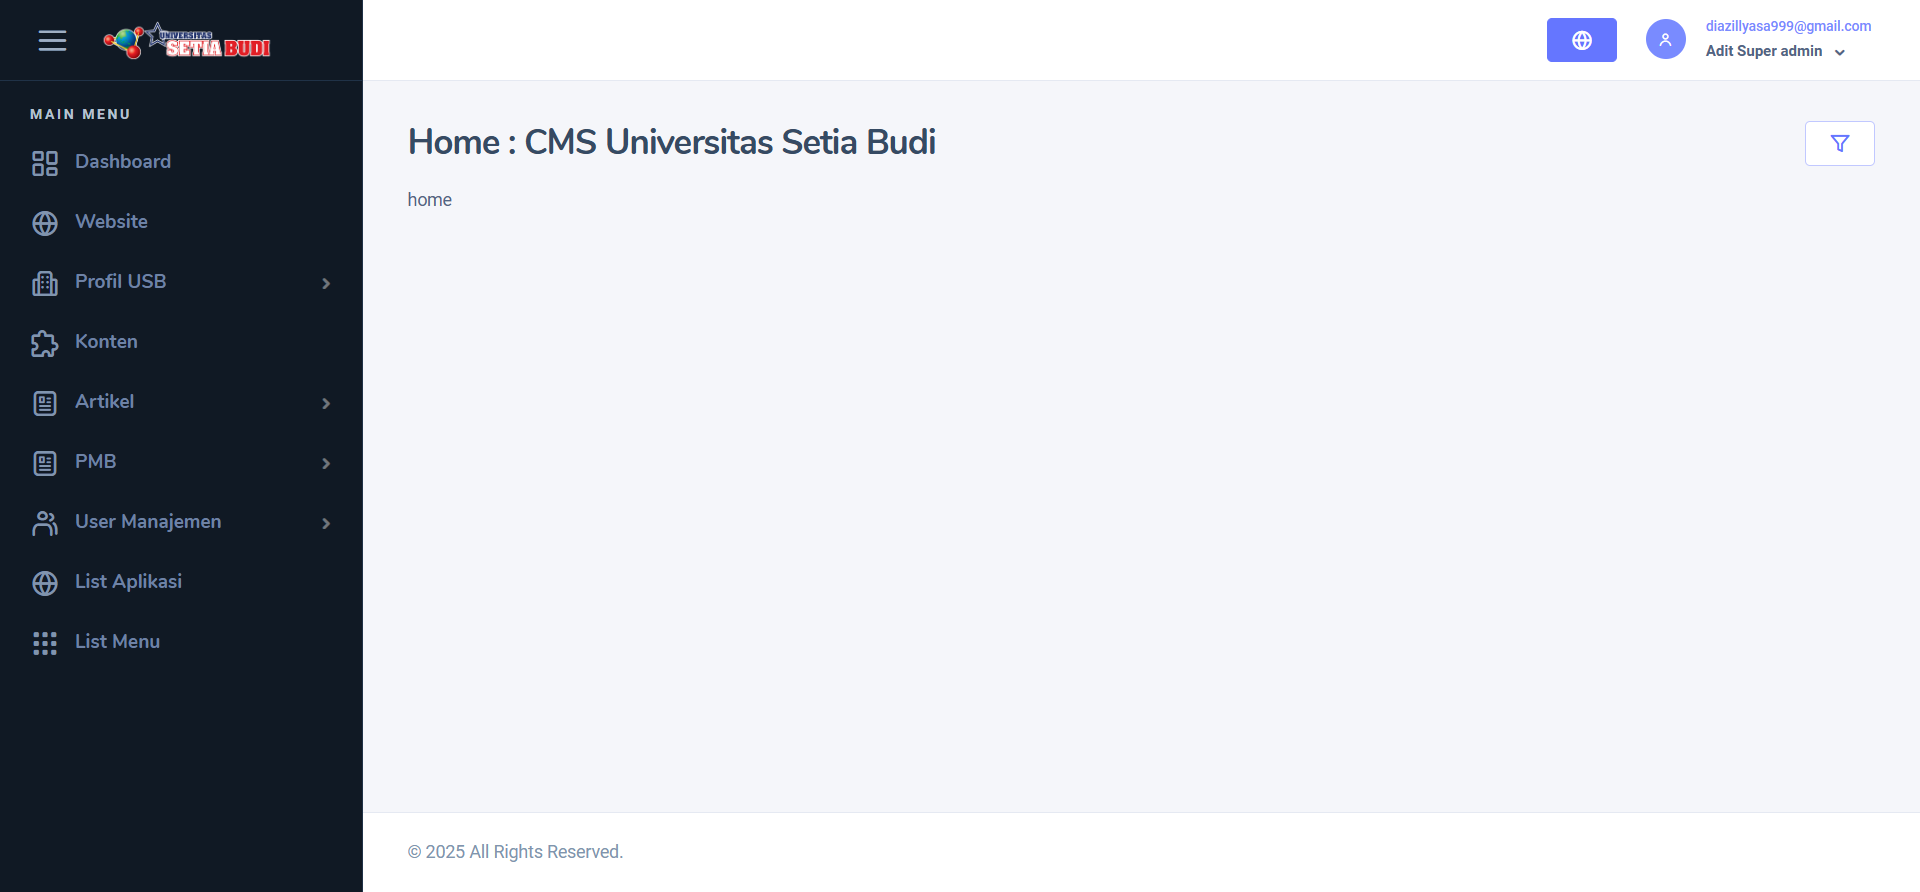 UNIVERSITAS
SETIA BUDI
diazillyasa999@gmail.com
Adit Super admin
MAIN MENU
Dashboard
Website
Profil USB
Konten
Artikel
PMB
User Manajemen
List Aplikasi
List Menu
Home : CMS Universitas Setia Budi
home
© 2025 All Rights Reserved.